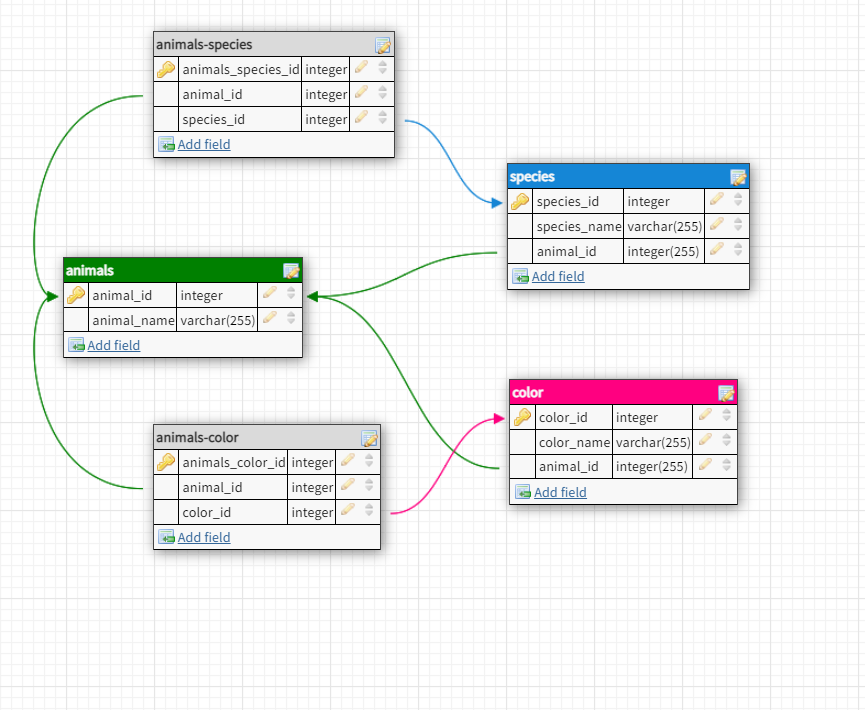 animals-species
animals_species_id integer
animal_id integer
species_id integer
Add field
species
species_id integer
species_name varchar(255)
animal_id integer(255)
Add field
animals
animal_id integer
animal_name varchar(255)
Add field
color
color_id integer
color_name varchar(255)
animal_id integer(255)
Add field
animals-color
animals_color_id integer
animal_id integer
color_id integer
Add field